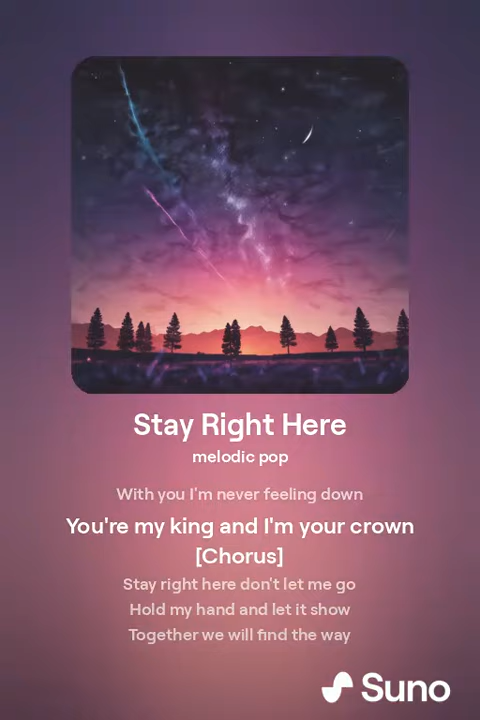 Stay Right Here
melodic pop
With you I'm never feeling down
You're my king and I'm your crown
[Chorus]
Stay right here don't let me go
Hold my hand and let it show
Together we will find the way
Suno